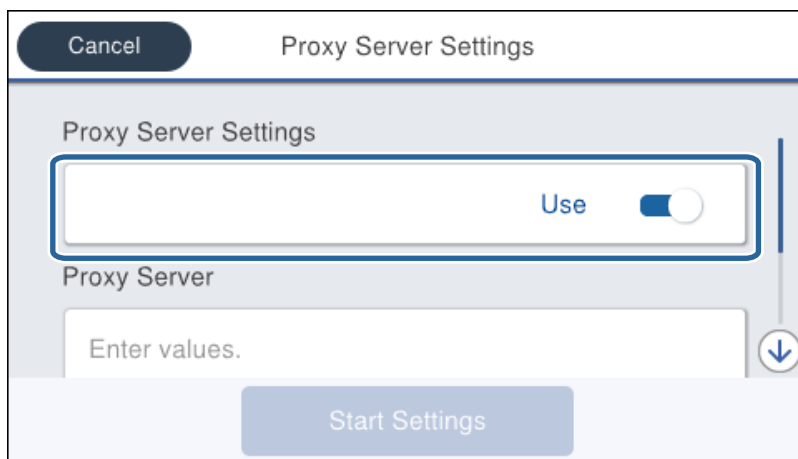 Cancel
Proxy Server Settings
Proxy Server Settings
Use
Proxy Server
Enter values.
Start Settings